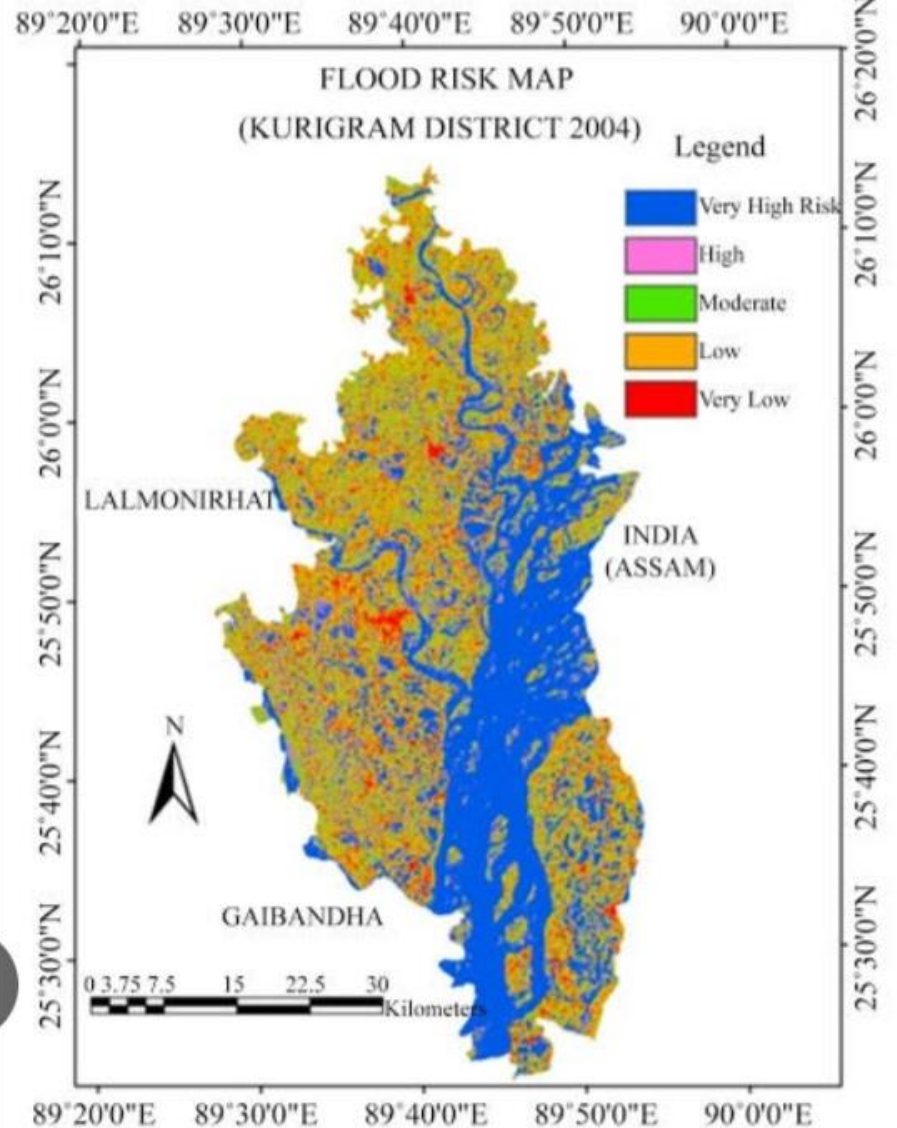 89°20'0"E 89°30'0"E 89°40'0"E 89°50'0"E 90°0'0"E
FLOOD RISK MAP
(KURIGRAM DISTRICT 2004)
Legend
Very High Risk
High
Moderate
Low
Very Low
26°10'0"N
26°0'0"N
25°50'0"N
25°40'0"N
25°30'0"N
26°20'0"N
26°10'0"N
26°0'0"N
25°50'0"N
25°40'0"N
25°30'0"N
LALMONIRHAT
INDIA
(ASSAM)
N
GAIBANDHA
0 3.75 7.5 15 22.5 30
Kilometers
89°20'0"E 89°30'0"E 89°40'0"E 89°50'0"E 90°0'0"E